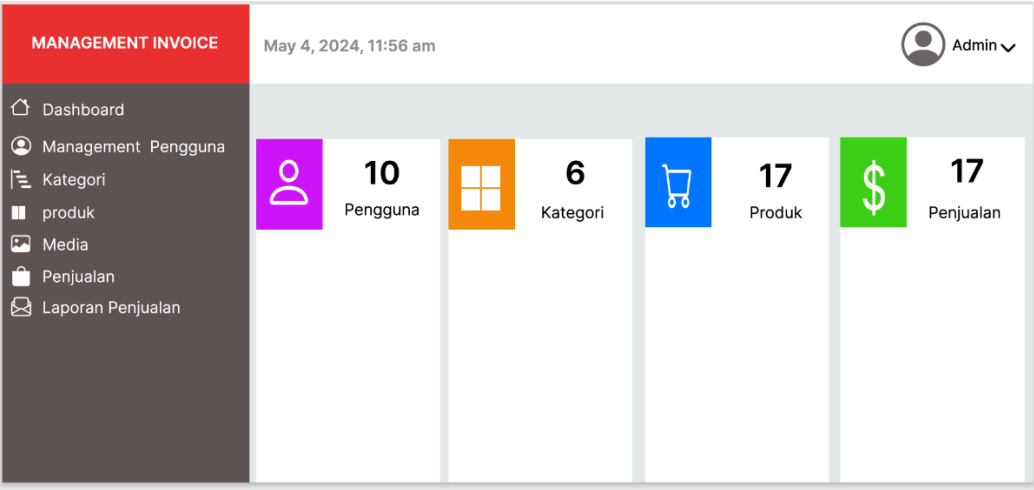 MANAGEMENT INVOICE
May 4, 2024, 11:56 am
Admin
Dashboard
Management Pengguna
Kategori
produk
Media
Penjualan
Laporan Penjualan
10
Pengguna
6
Kategori
17
Produk
$
17
Penjualan